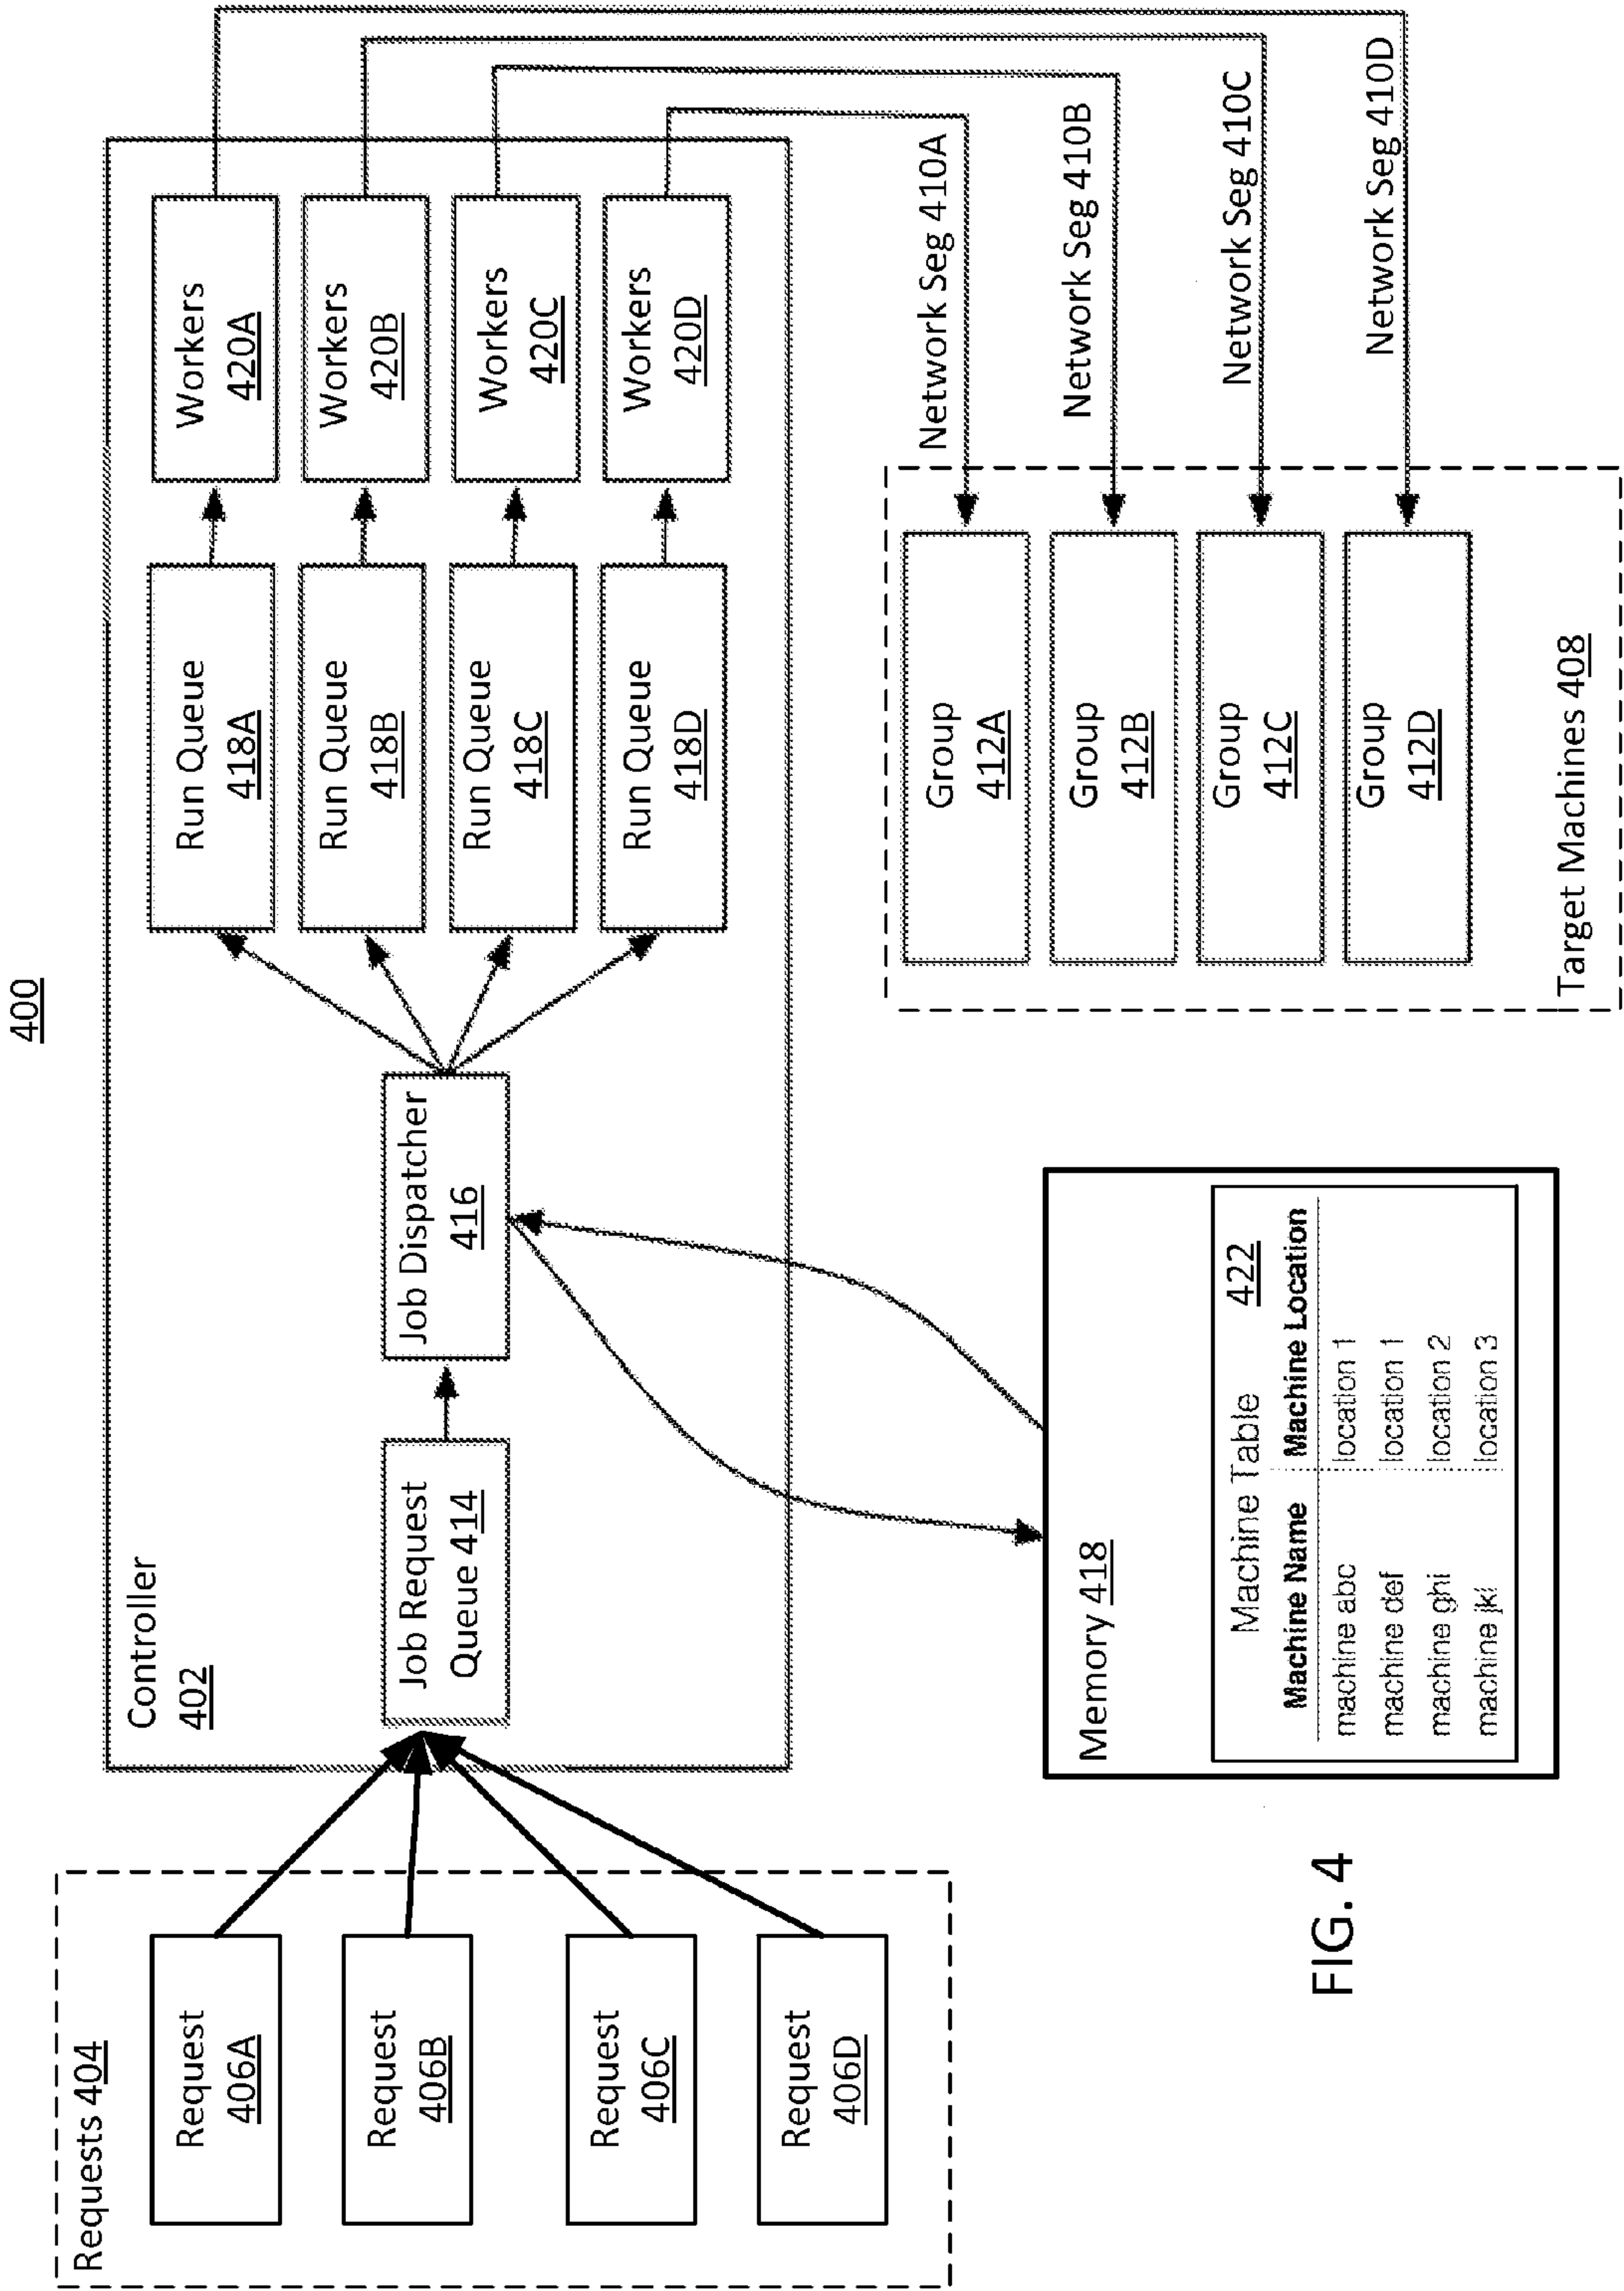 400
Requests 404
Request
406A
Request
406B
Request
406C
Request
406D
Controller
402
Job Request
Queue 414
Job Dispatcher
416
Run Queue
418A
Run Queue
418B
Run Queue
418C
Run Queue
418D
Workers
420A
Workers
420B
Workers
420C
Workers
420D
Network Seg 410A
Network Seg 410B
Network Seg 410C
Network Seg 410D
Group
412A
Group
412B
Group
412C
Group
412D
Target Machines 408
Memory 418
Machine Table 422
Machine Name Machine Location
machine abc location 1
machine def location 1
machine ghi location 2
machine jkl location 3
FIG. 4